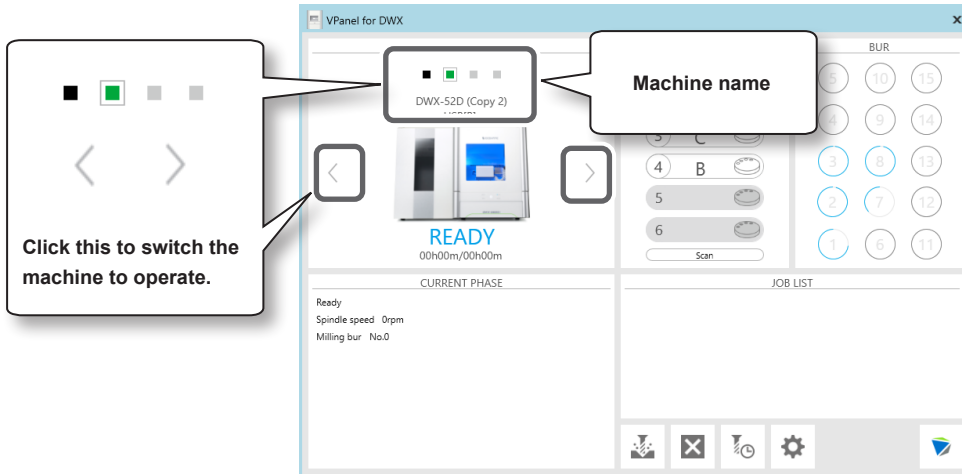 VPanel for DWX
x
Click this to switch the
machine to operate.
DWX-52D (Copy 2)
Machine name
READY
00h00m/00h00m
C
4 B
5
6
Scan
BUR
5 10 15
4 9 14
3 8 13
2 7 12
1 6 11
CURRENT PHASE
Ready
Spindle speed 0rpm
Milling bur No.0
JOB LIST